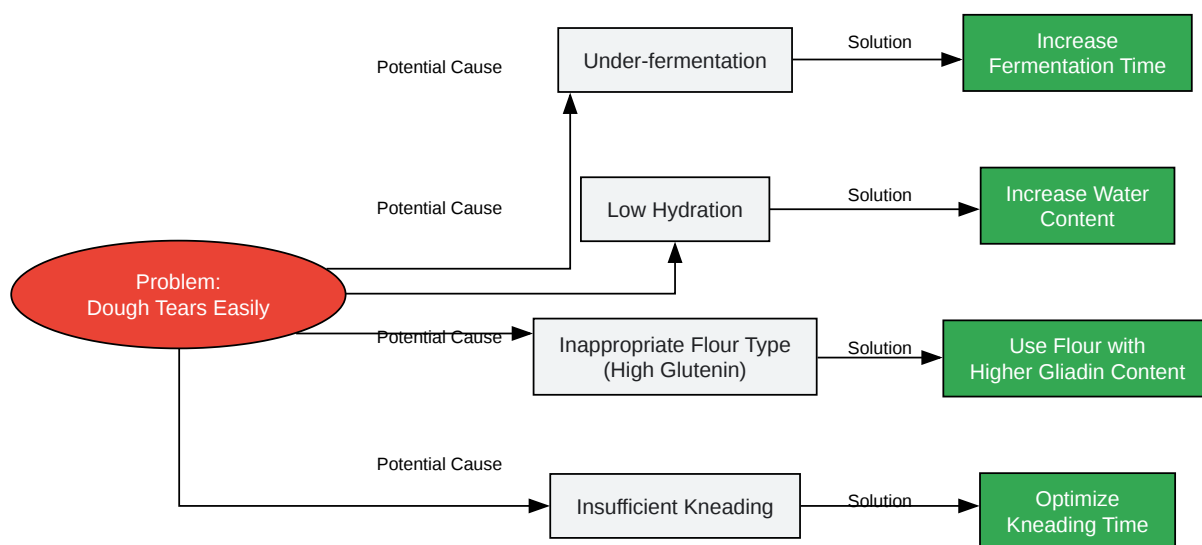 Potential Cause
Under-fermentation
Solution
Increase
Fermentation Time
Potential Cause
Low Hydration
Solution
Increase Water
Content
Problem:
Dough Tears Easily
Potential Cause
Inappropriate Flour Type
(High Glutenin)
Solution
Use Flour with
Higher Gliadin Content
Potential Cause
Insufficient Kneading
Solution
Optimize
Kneading Time